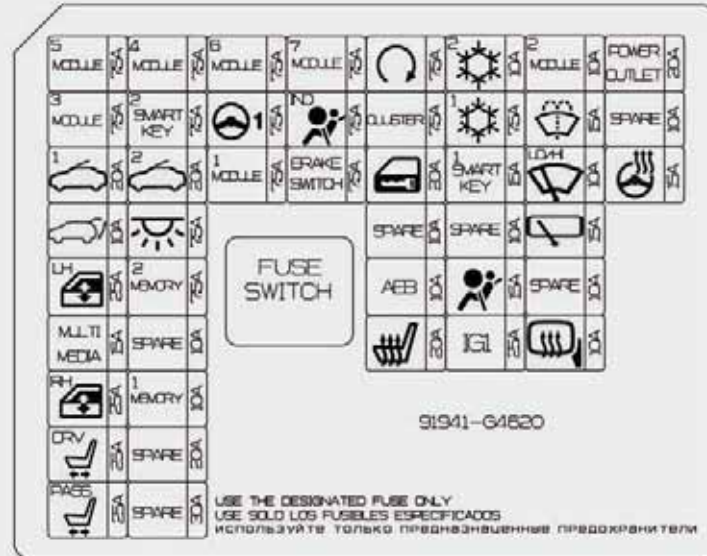 5 MODULE 7.5A 4 MODULE 7.5A 6 MODULE 7.5A 7 MODULE 7.5A 7.5A 2 10A 2 MODULE 10A POWER OUTLET 20A
3 MODULE 7.5A 2 SMART KEY 7.5A 1 7.5A IND 7.5A CLUSTER 7.5A 1 7.5A 15A SPARE 10A
1 20A 2 20A 1 MODULE 7.5A BRAKE SWITCH 7.5A 20A 1 SMART KEY 15A LO/HI 10A 15A
10A 7.5A SPARE 10A SPARE 10A 15A
LH 25A 2 MEMORY 7.5A FUSE SWITCH AEB 10A 15A SPARE 10A
MULTI MEDIA 15A SPARE 10A 20A IG1 25A 10A
RH 25A 1 MEMORY 10A
91941-G4620
DRV 25A SPARE 20A
PASS 25A SPARE 30A
USE THE DESIGNATED FUSE ONLY
USE SOLO LOS FUSIBLES ESPECIFICADOS
ИСПОЛЬЗУЙТЕ ТОЛЬКО ПРЕДНАЗНАЦЕННЫЕ ПРЕДОХРАНИТЕЛИ